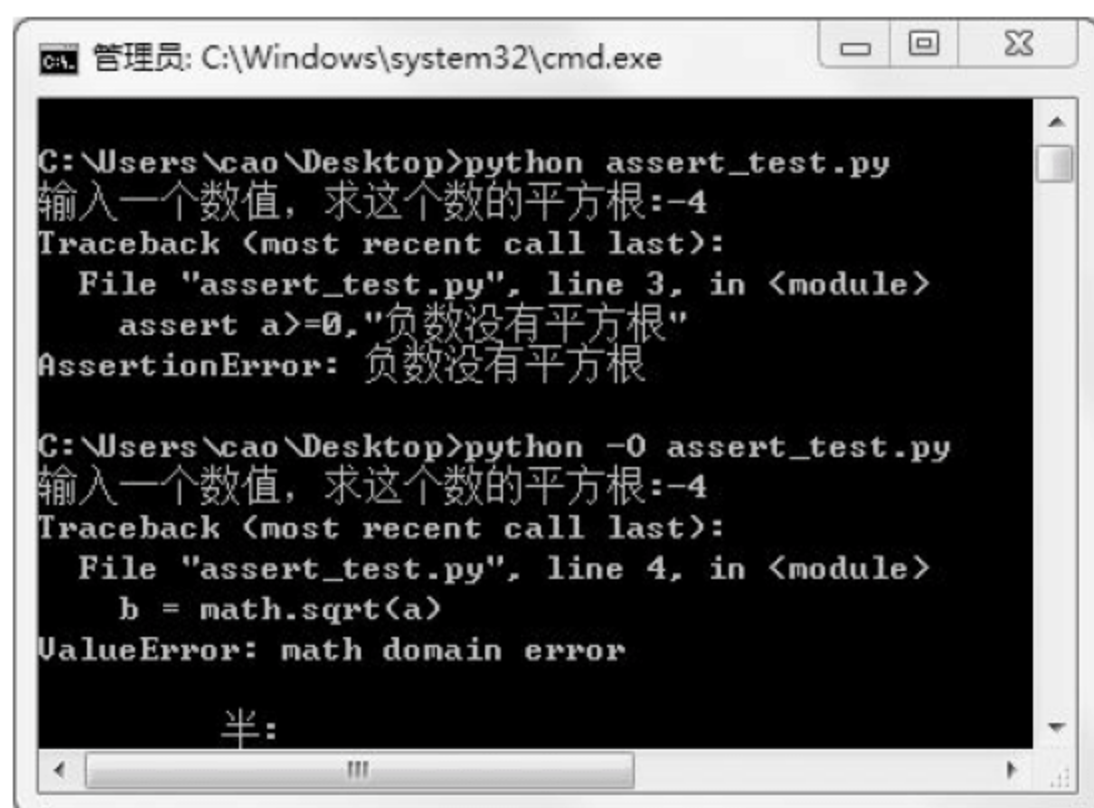 管理员: C:\Windows\system32\cmd.exe
C:\Users\cao\Desktop>python assert_test.py
输入一个数值，求这个数的平方根:-4
Traceback (most recent call last):
  File "assert_test.py", line 3, in <module>
    assert a>=0,"负数没有平方根"
AssertionError: 负数没有平方根
C:\Users\cao\Desktop>python -O assert_test.py
输入一个数值，求这个数的平方根:-4
Traceback (most recent call last):
  File "assert_test.py", line 4, in <module>
    b = math.sqrt(a)
ValueError: math domain error
半: